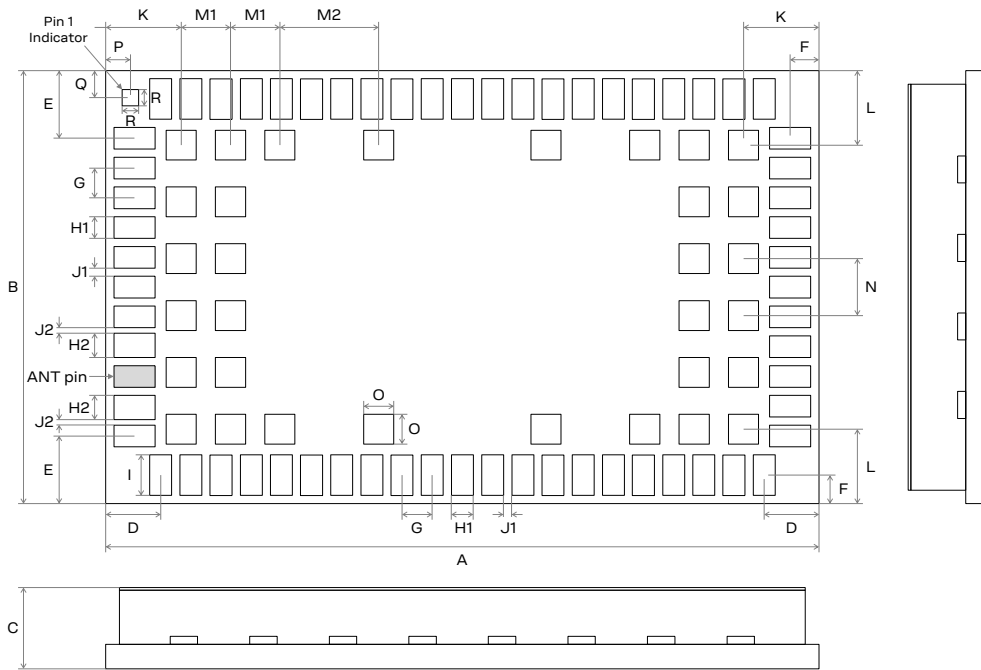 Pin 1
Indicator
K
M1
M1
M2
K
P
F
Q
E
R
R
L
G
H1
J1
B
N
J2
H2
ANT pin
H2
J2
E
O
O
I
L
F
D
G
H1
J1
D
A
C